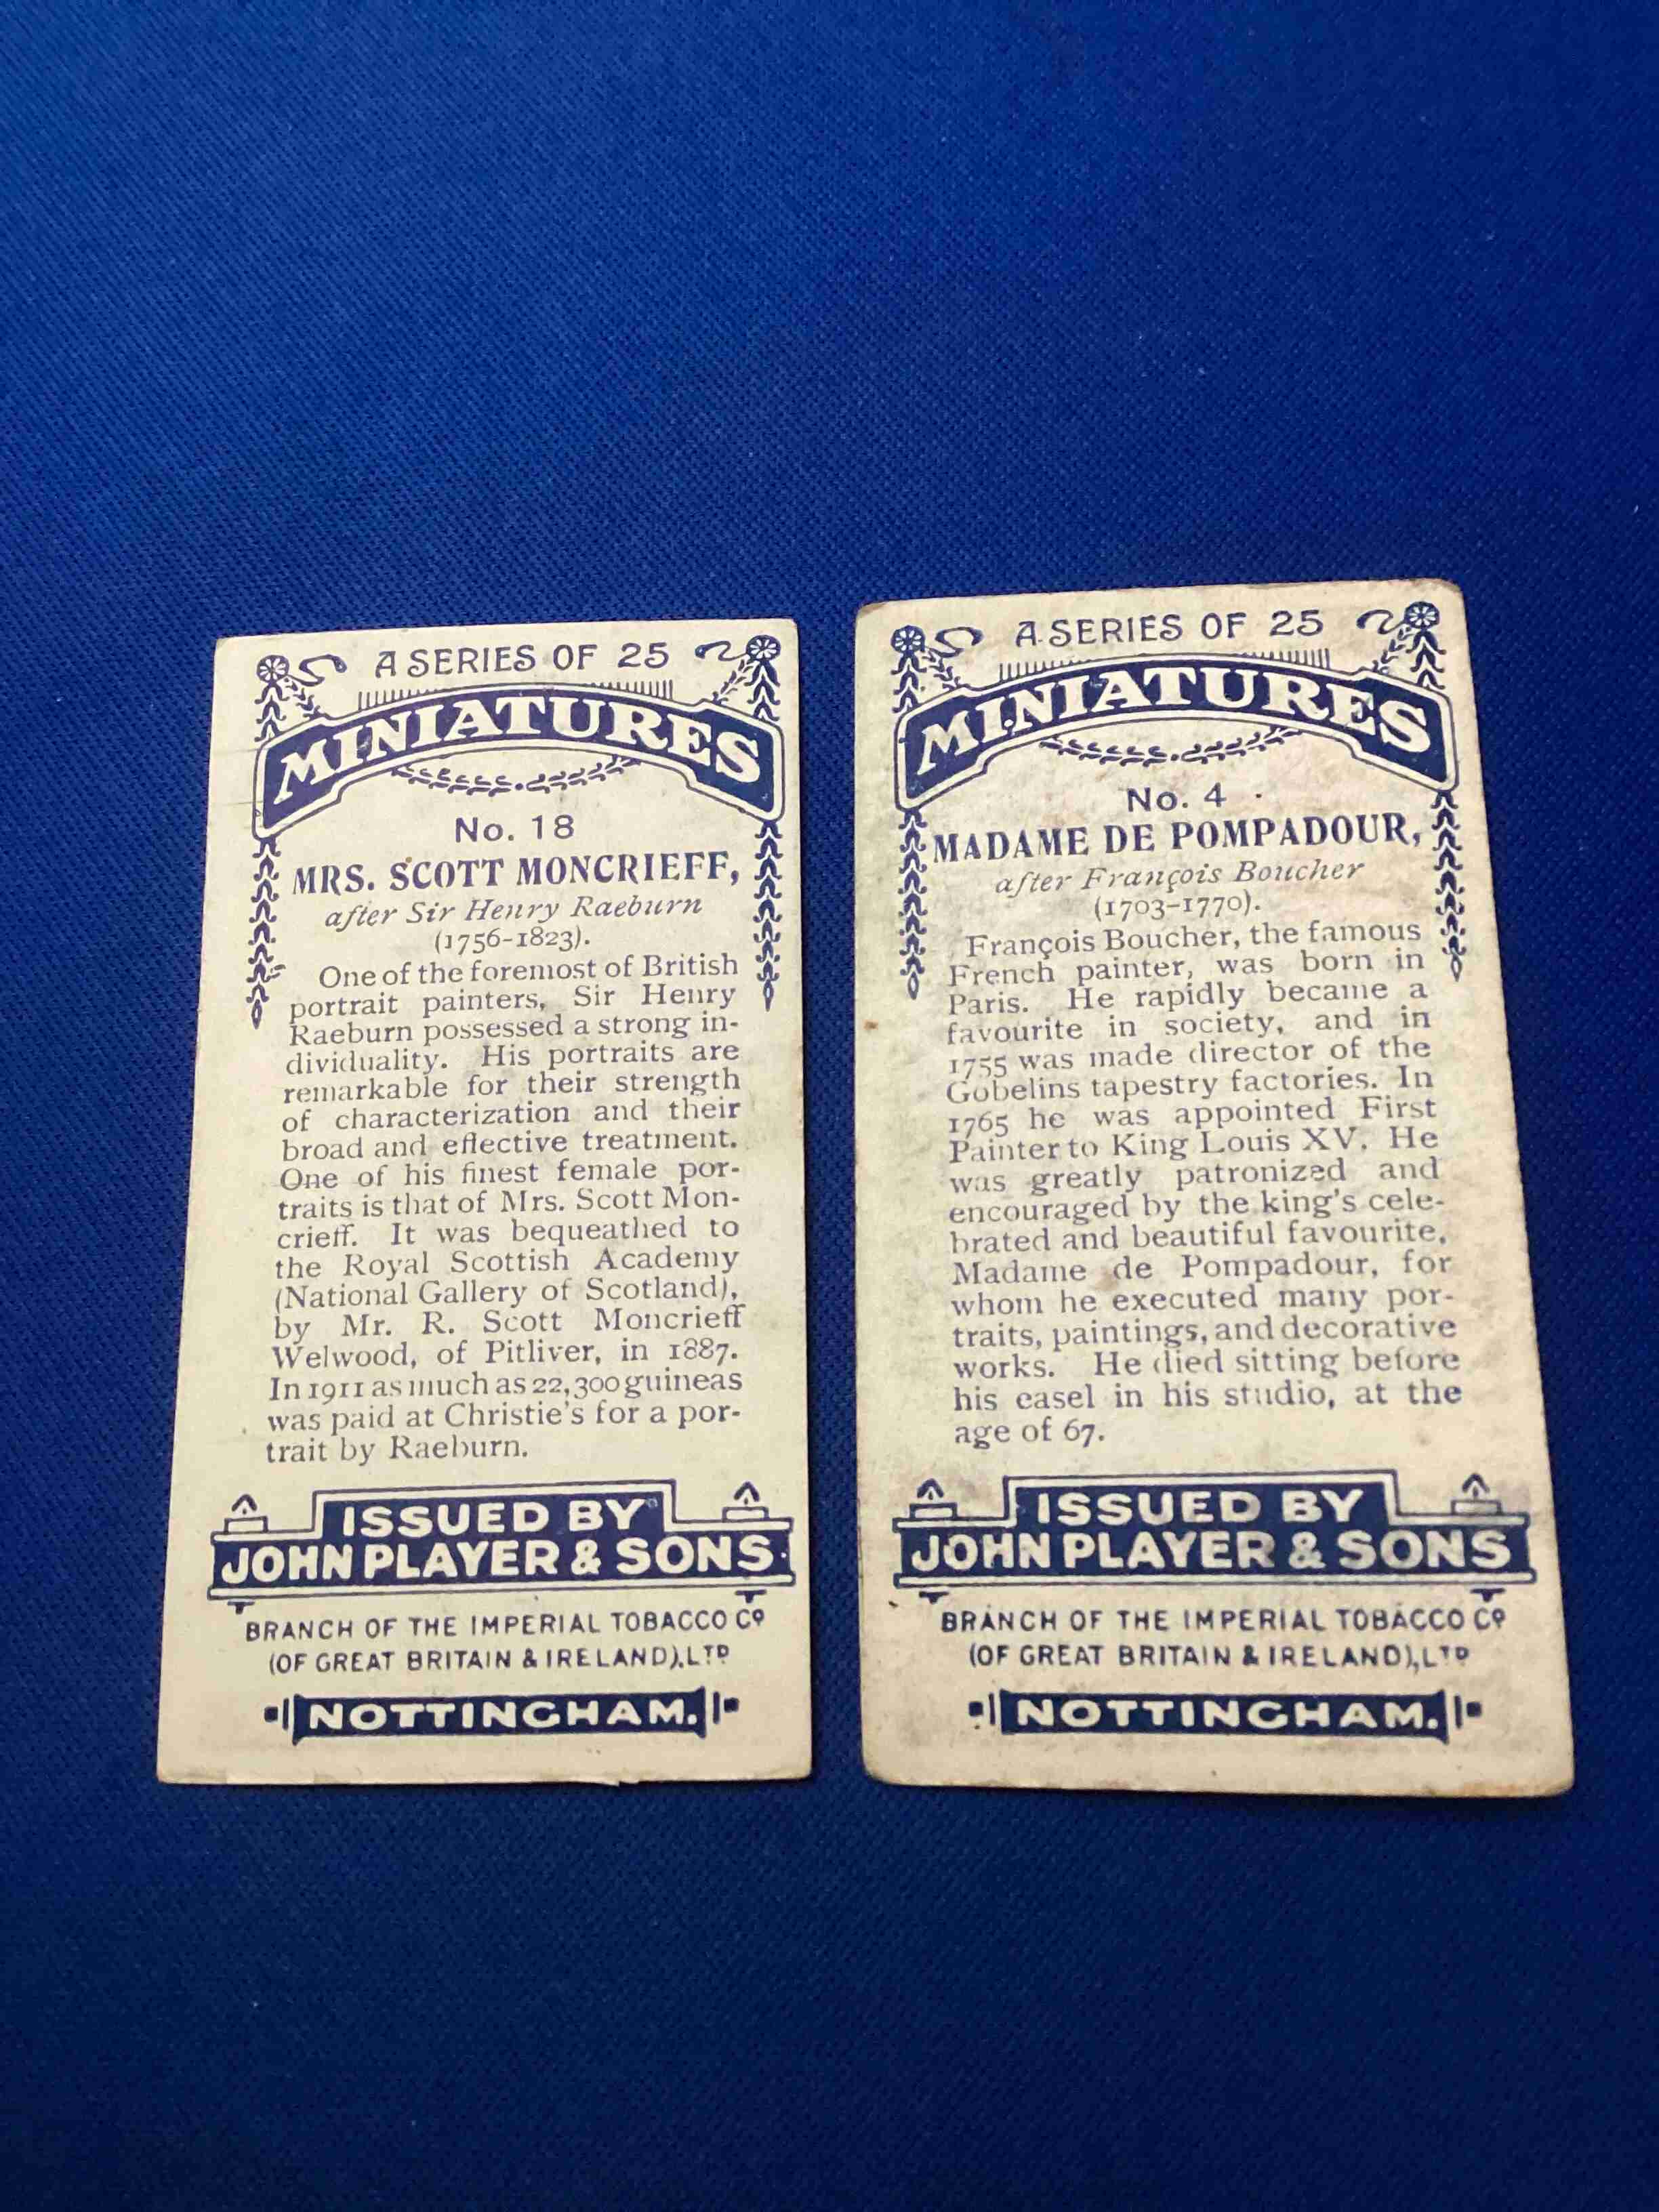 A SERIES OF 25
MINIATURES
No. 18
MRS. SCOTT MONCRIEFF,
after Sir Henry Raeburn
(1756-1823).
One of the foremost of British
portrait painters, Sir Henry
Raeburn possessed a strong in-
dividuality. His portraits are
remarkable for their strength
of characterization and their
broad and effective treatment.
One of his finest female por-
traits is that of Mrs. Scott Mon-
crieff. It was bequeathed to
the Royal Scottish Academy
(National Gallery of Scotland),
by Mr. R. Scott Moncrieff
Welwood, of Pitliver, in 1887.
In 1911 as much as 22,300 guineas
was paid at Christie's for a por-
trait by Raeburn.
ISSUED BY
JOHN PLAYER & SONS.
BRANCH OF THE IMPERIAL TOBACCO Co
(OF GREAT BRITAIN & IRELAND), LTD
NOTTINGHAM.
A SERIES OF 25
MINIATURES
No. 4
MADAME DE POMPADOUR,
after François Boucher
(1703-1770).
François Boucher, the famous
French painter, was born in
Paris. He rapidly became a
favourite in society, and in
1755 was made director of the
Gobelins tapestry factories. In
1765 he was appointed First
Painter to King Louis XV. He
was greatly patronized and
encouraged by the king's cele-
brated and beautiful favourite,
Madame de Pompadour, for
whom he executed many por-
traits, paintings, and decorative
works. He died sitting before
his easel in his studio, at the
age of 67.
ISSUED BY
JOHN PLAYER & SONS
BRANCH OF THE IMPERIAL TOBACCO Co
(OF GREAT BRITAIN & IRELAND), LTD
NOTTINGHAM.